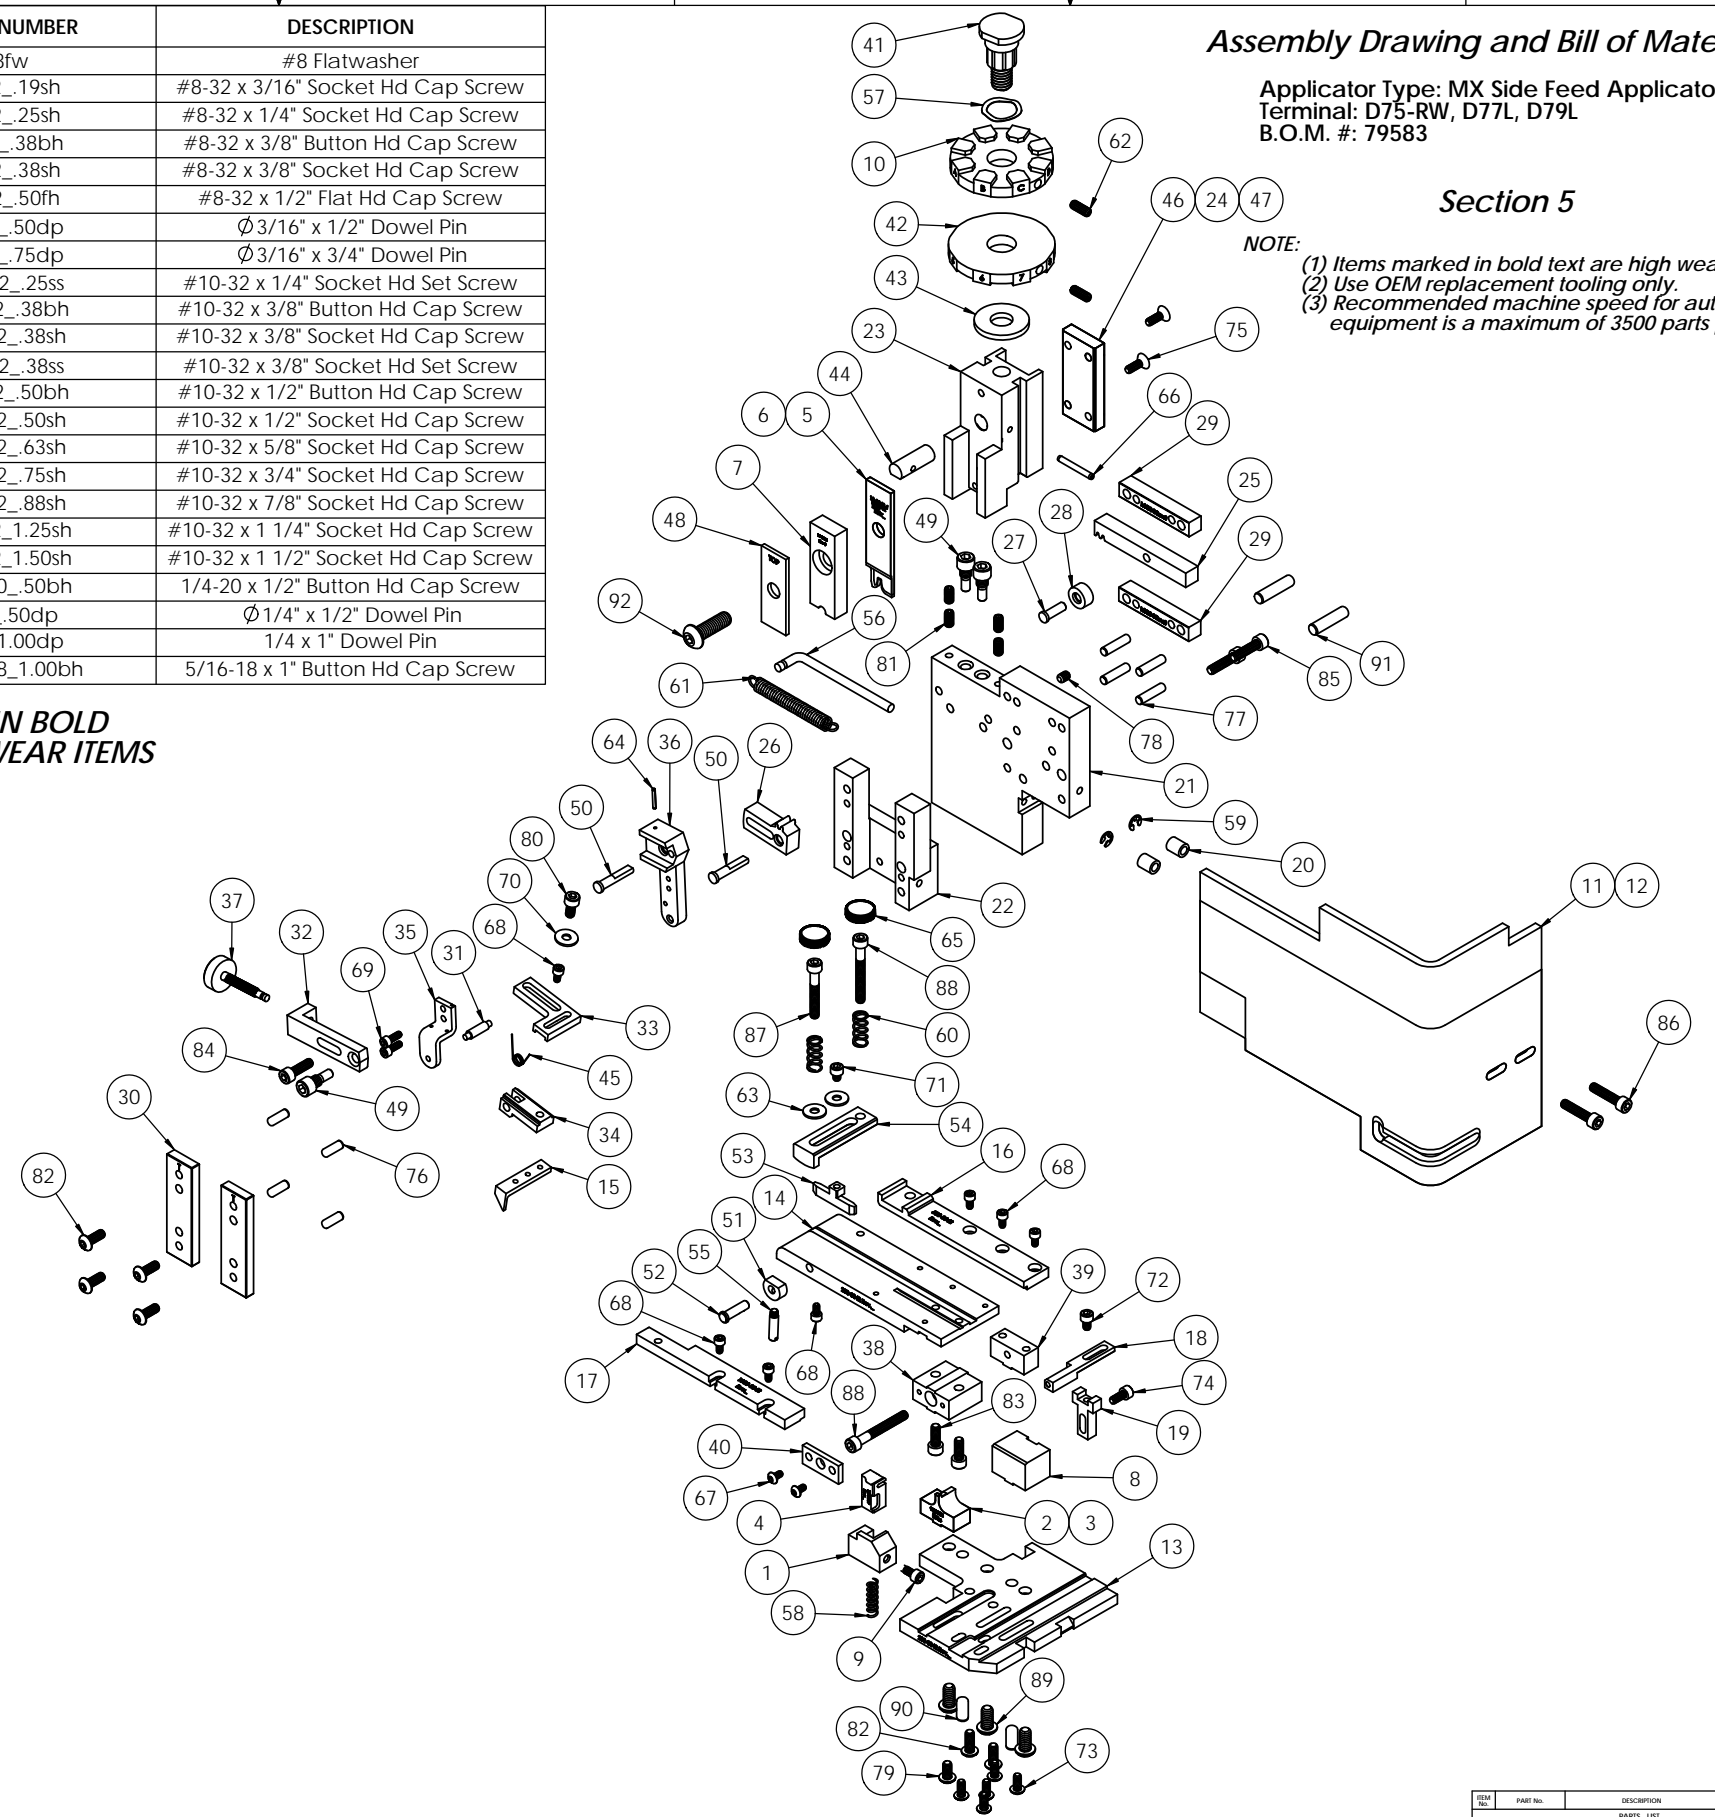 NUMBER DESCRIPTION
8fw #8 Flatwasher
_.19sh #8-32 x 3/16" Socket Hd Cap Screw
_.25sh #8-32 x 1/4" Socket Hd Cap Screw
_.38bh #8-32 x 3/8" Button Hd Cap Screw
_.38sh #8-32 x 3/8" Socket Hd Cap Screw
_.50fh #8-32 x 1/2" Flat Hd Cap Screw
_.50dp Ø3/16" x 1/2" Dowel Pin
_.75dp Ø3/16" x 3/4" Dowel Pin
2_.25ss #10-32 x 1/4" Socket Hd Set Screw
2_.38bh #10-32 x 3/8" Button Hd Cap Screw
2_.38sh #10-32 x 3/8" Socket Hd Cap Screw
2_.38ss #10-32 x 3/8" Socket Hd Set Screw
2_.50bh #10-32 x 1/2" Button Hd Cap Screw
2_.50sh #10-32 x 1/2" Socket Hd Cap Screw
2_.63sh #10-32 x 5/8" Socket Hd Cap Screw
2_.75sh #10-32 x 3/4" Socket Hd Cap Screw
2_.88sh #10-32 x 7/8" Socket Hd Cap Screw
_1.25sh #10-32 x 1 1/4" Socket Hd Cap Screw
_1.50sh #10-32 x 1 1/2" Socket Hd Cap Screw
0_.50bh 1/4-20 x 1/2" Button Hd Cap Screw
.50dp Ø1/4" x 1/2" Dowel Pin
1.00dp 1/4 x 1" Dowel Pin
8_1.00bh 5/16-18 x 1" Button Hd Cap Screw
IN BOLD
WEAR ITEMS
Assembly Drawing and Bill of Mate
Applicator Type: MX Side Feed Applicato
Terminal: D75-RW, D77L, D79L
B.O.M. #: 79583
Section 5
NOTE:
(1) Items marked in bold text are high wea
(2) Use OEM replacement tooling only.
(3) Recommended machine speed for aut
equipment is a maximum of 3500 parts
41
57
10
62
42
46 24 47
43
23
75
44
6 5
66
29
7
25
48
49
28
27
29
92
56
81
85
91
61
77
78
64
36
50
26
21
50
59
80
20
70
11 12
22
37
32
35
68
65
31
69
88
33
87
60
86
84
45
71
30
49
63
54
34
53
16
68
82
76
15
14
51
55
52
39
72
68
18
38
68
17
88
83
74
19
40
8
67
4
2 3
1
13
58
9
89
90
82
79
73
TOP
B C
6 7
ITEM No. PART No. DESCRIPTION
PARTS LIST